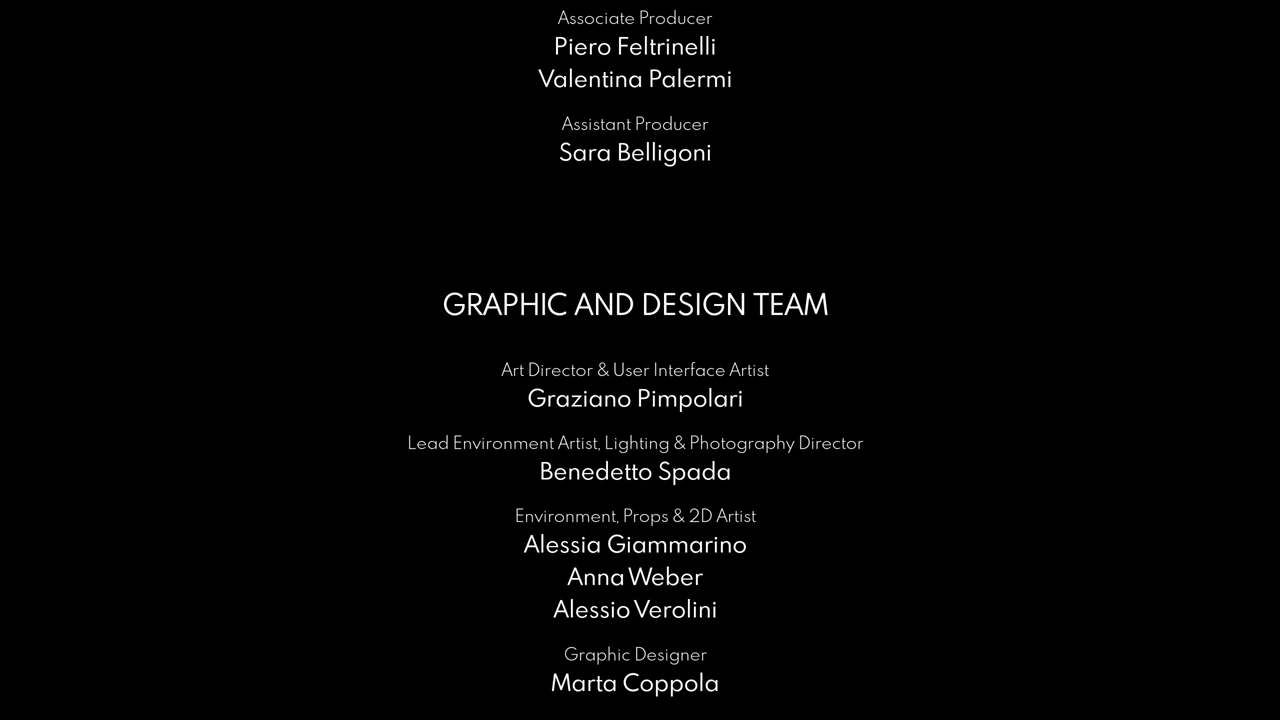 Associate Producer
Piero Feltrinelli
Valentina Palermi
Assistant Producer
Sara Belligoni
GRAPHIC AND DESIGN TEAM
Art Director & User Interface Artist
Graziano Pimpolari
Lead Environment Artist, Lighting & Photography Director
Benedetto Spada
Environment, Props & 2D Artist
Alessia Giammarino
Anna Weber
Alessio Verolini
Graphic Designer
Marta Coppola